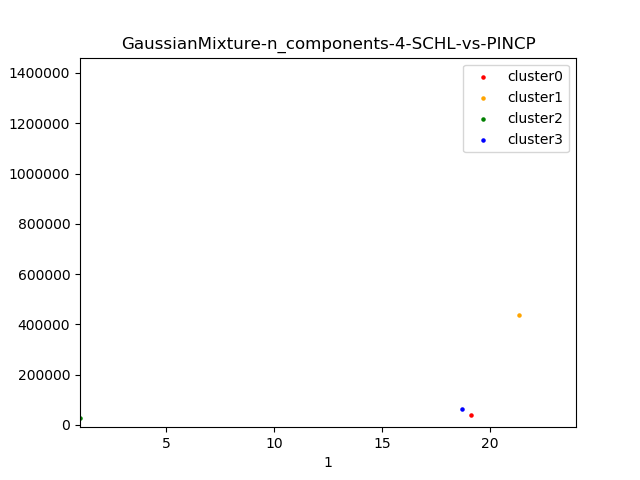 GaussianMixture-n_components-4-SCHL-vs-PINCP
1400000
1200000
1000000
800000
600000
400000
200000
0
cluster0
cluster1
cluster2
cluster3
5 10 15 20
1